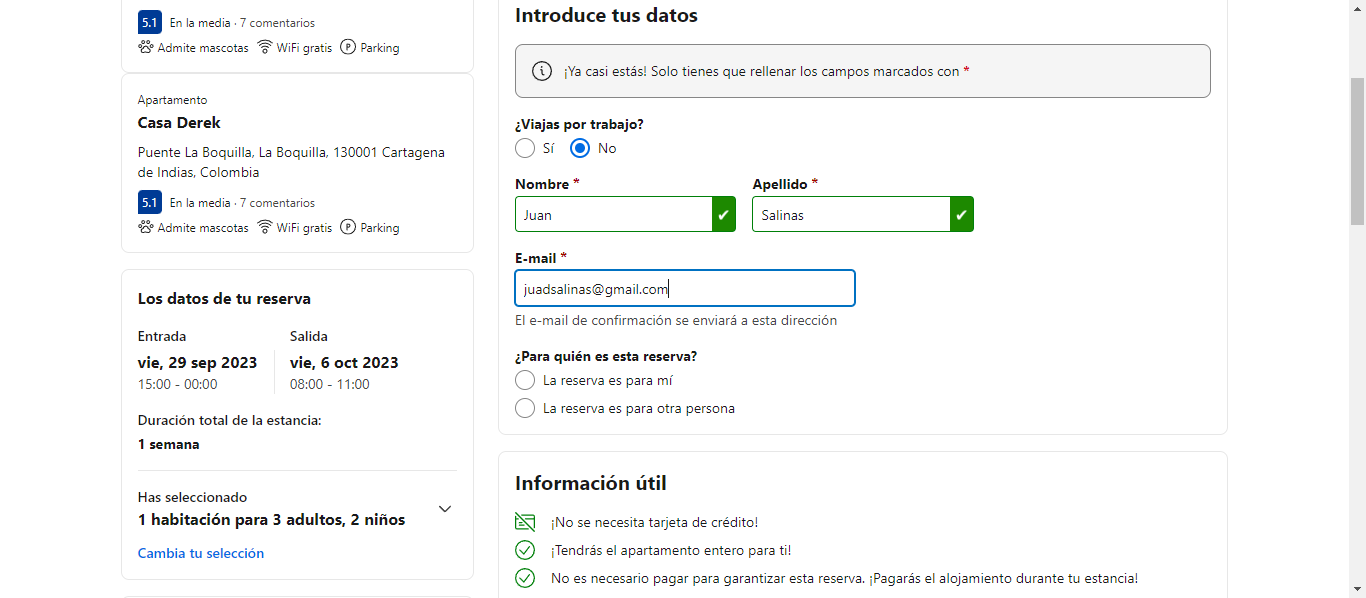 5.1 En la media · 7 comentarios
Admite mascotas WiFi gratis Parking
Apartamento
Casa Derek
Puente La Boquilla, La Boquilla, 130001 Cartagena
de Indias, Colombia
5.1 En la media · 7 comentarios
Admite mascotas WiFi gratis Parking
Los datos de tu reserva
Entrada Salida
vie, 29 sep 2023 vie, 6 oct 2023
15:00 - 00:00 08:00 - 11:00
Duración total de la estancia:
1 semana
Has seleccionado
1 habitación para 3 adultos, 2 niños
Cambia tu selección
Introduce tus datos
¡Ya casi estás! Solo tienes que rellenar los campos marcados con *
¿Viajas por trabajo?
Sí No
Nombre * Apellido *
Juan Salinas
E-mail *
juadsalinas@gmail.com
El e-mail de confirmación se enviará a esta dirección
¿Para quién es esta reserva?
La reserva es para mí
La reserva es para otra persona
Información útil
¡No se necesita tarjeta de crédito!
¡Tendrás el apartamento entero para ti!
No es necesario pagar para garantizar esta reserva. ¡Pagarás el alojamiento durante tu estancia!